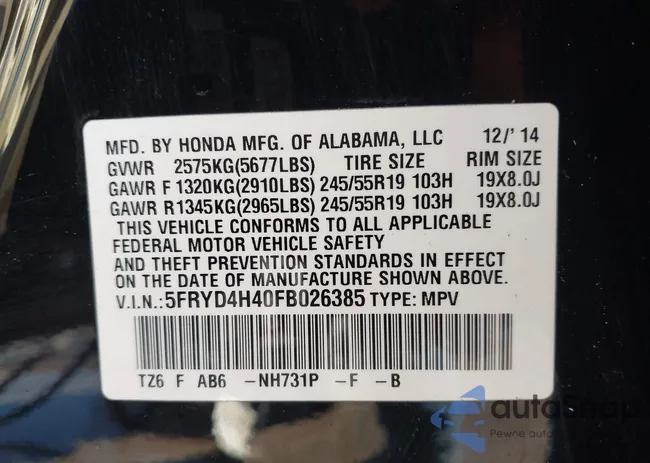 MFD. BY HONDA MFG. OF ALABAMA, LLC 12/' 14
GVWR 2575KG(5677LBS) TIRE SIZE RIM SIZE
GAWR F 1320KG(2910LBS) 245/55R19 103H 19X8.0J
GAWR R1345KG(2965LBS) 245/55R19 103H 19X8.0J
THIS VEHICLE CONFORMS TO ALL APPLICABLE
FEDERAL MOTOR VEHICLE SAFETY
AND THEFT PREVENTION STANDARDS IN EFFECT
ON THE DATE OF MANUFACTURE SHOWN ABOVE.
V.I.N.:5FRYD4H40FB026385 TYPE: MPV
TZ6 F AB6 -NH731P -F -B
autoSnap
Pewne auto